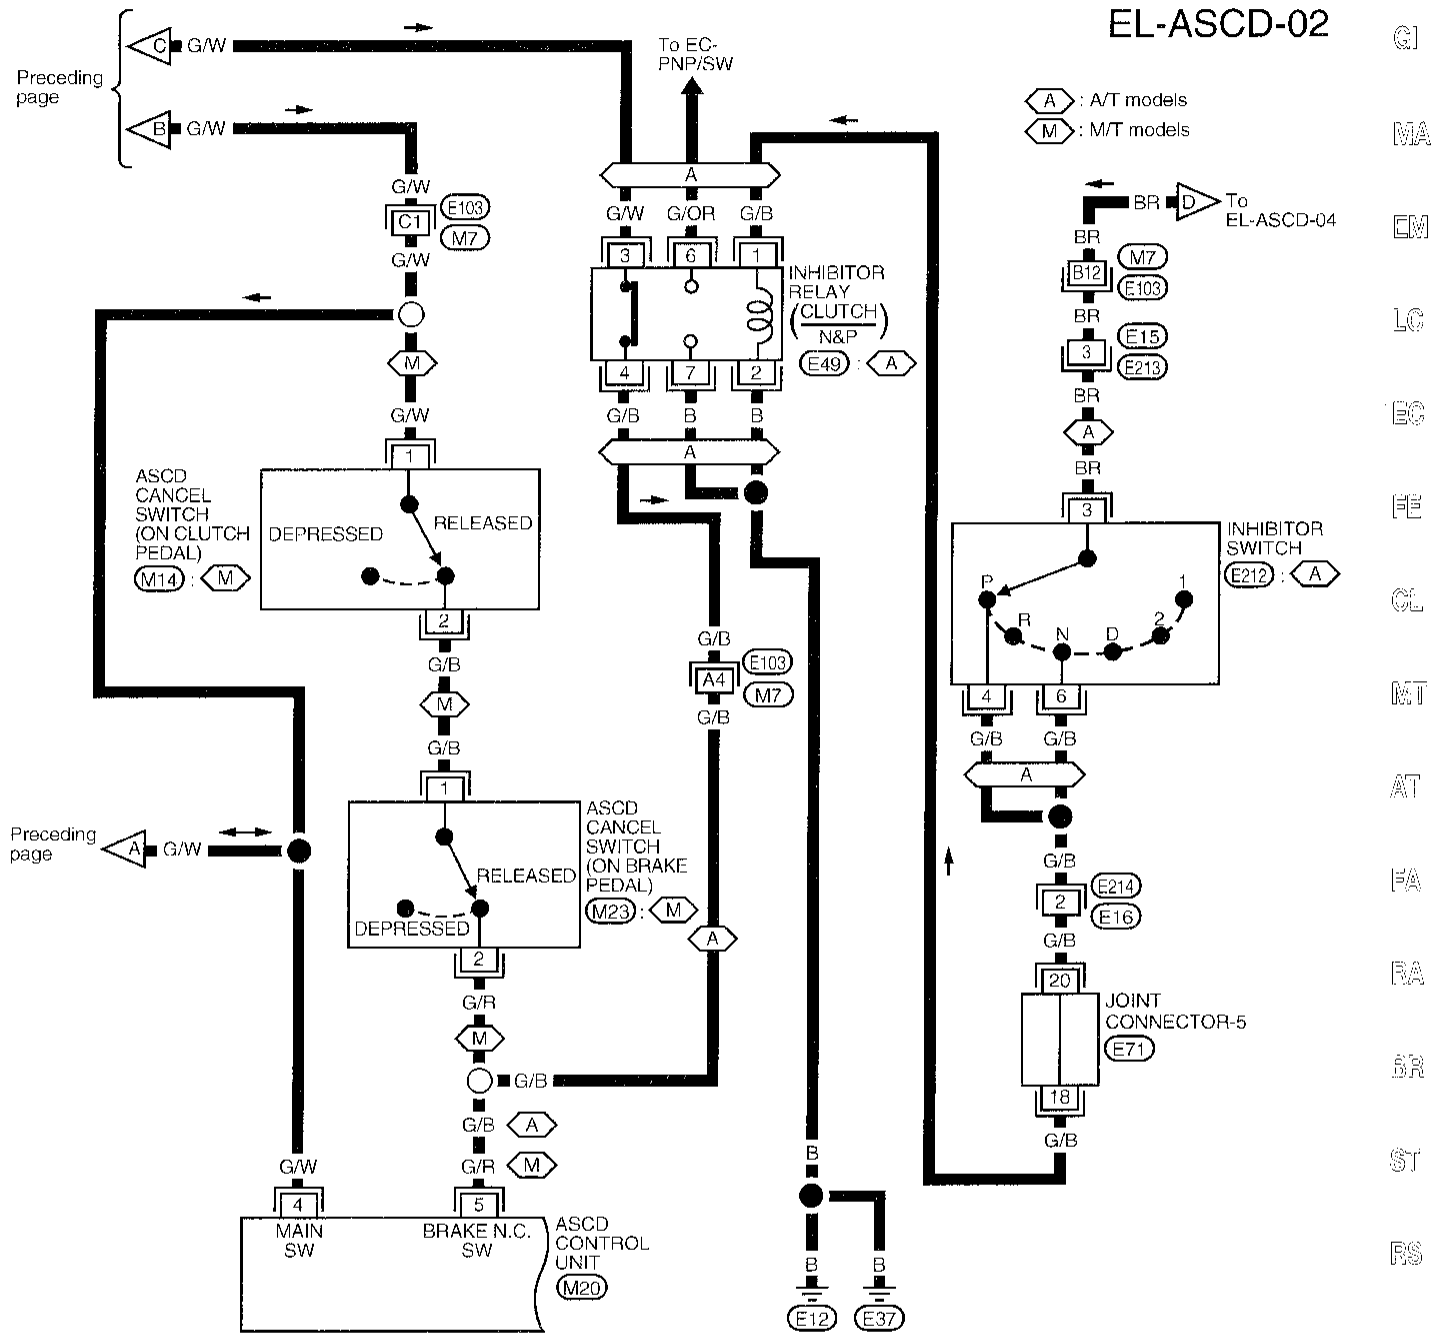 EL-ASCD-02
GI
C G/W
To EC-
PNP/SW
Preceding
page
A : A/T models
M : M/T models
B G/W
MA
A
G/W
C1
E103
M7
G/W
G/W
G/OR
G/B
BR
D
To
EL-ASCD-04
EM
BR
B12
M7
E103
3
6
1
INHIBITOR
RELAY
(CLUTCH
N&P)
E49 : A
BR
LC
3
E15
E213
M
4
7
2
BR
G/W
G/B
B
B
EC
A
A
BR
1
ASCD
CANCEL
SWITCH
(ON CLUTCH
PEDAL)
M14 : M
DEPRESSED
RELEASED
3
FE
INHIBITOR
SWITCH
E212 : A
P
R
N
D
2
1
CL
2
G/B
G/B
A4
E103
M7
G/B
4
6
MT
M
G/B
G/B
G/B
A
AT
1
ASCD
CANCEL
SWITCH
(ON BRAKE
PEDAL)
M23 : M
RELEASED
DEPRESSED
Preceding
page
A G/W
G/B
2
E214
E16
FA
A
G/B
2
20
RA
G/R
JOINT
CONNECTOR-5
E71
M
BR
G/B
18
G/B A
G/B
G/W
G/R M
B
ST
4
5
MAIN
SW
BRAKE N.C.
SW
ASCD
CONTROL
UNIT
M20
B
B
RS
E12
E37